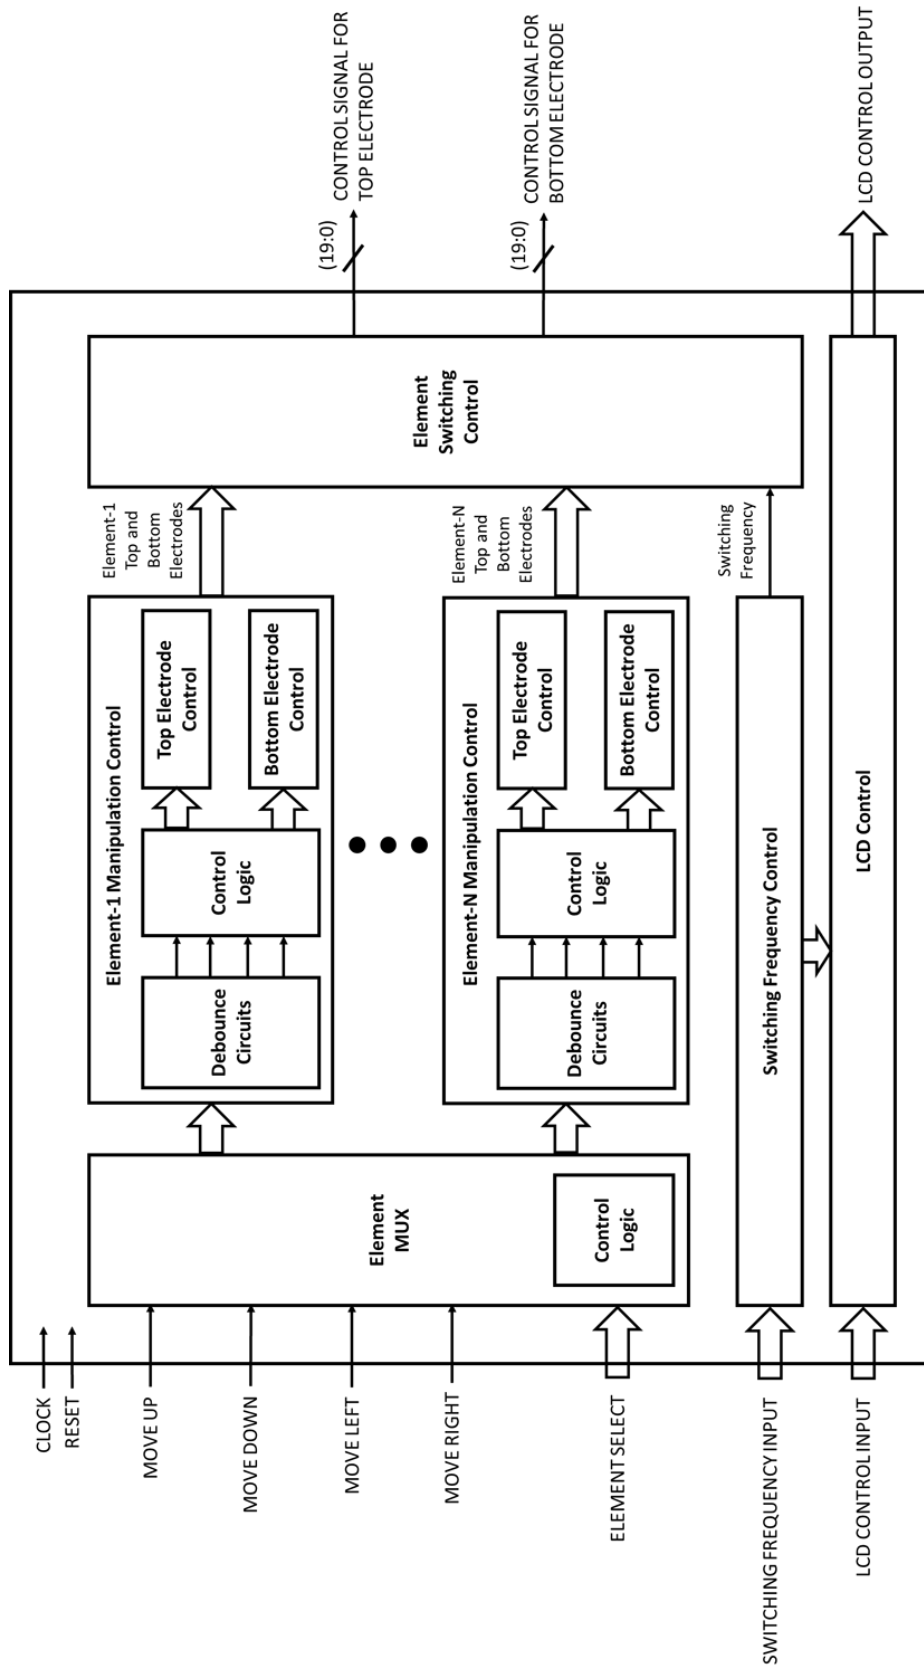 CLOCK
RESET
MOVE UP
MOVE DOWN
MOVE LEFT
MOVE RIGHT
ELEMENT SELECT
SWITCHING FREQUENCY INPUT
LCD CONTROL INPUT
Element
MUX
Control
Logic
Element-1 Manipulation Control
Debounce
Circuits
Control
Logic
Top Electrode
Control
Bottom Electrode
Control
Element-N Manipulation Control
Debounce
Circuits
Control
Logic
Top Electrode
Control
Bottom Electrode
Control
Switching Frequency Control
LCD Control
Element-1
Top and
Bottom
Electrodes
Element-N
Top and
Bottom
Electrodes
Switching
Frequency
Element
Switching
Control
(19:0)
CONTROL SIGNAL FOR
TOP ELECTRODE
(19:0)
CONTROL SIGNAL FOR
BOTTOM ELECTRODE
LCD CONTROL OUTPUT